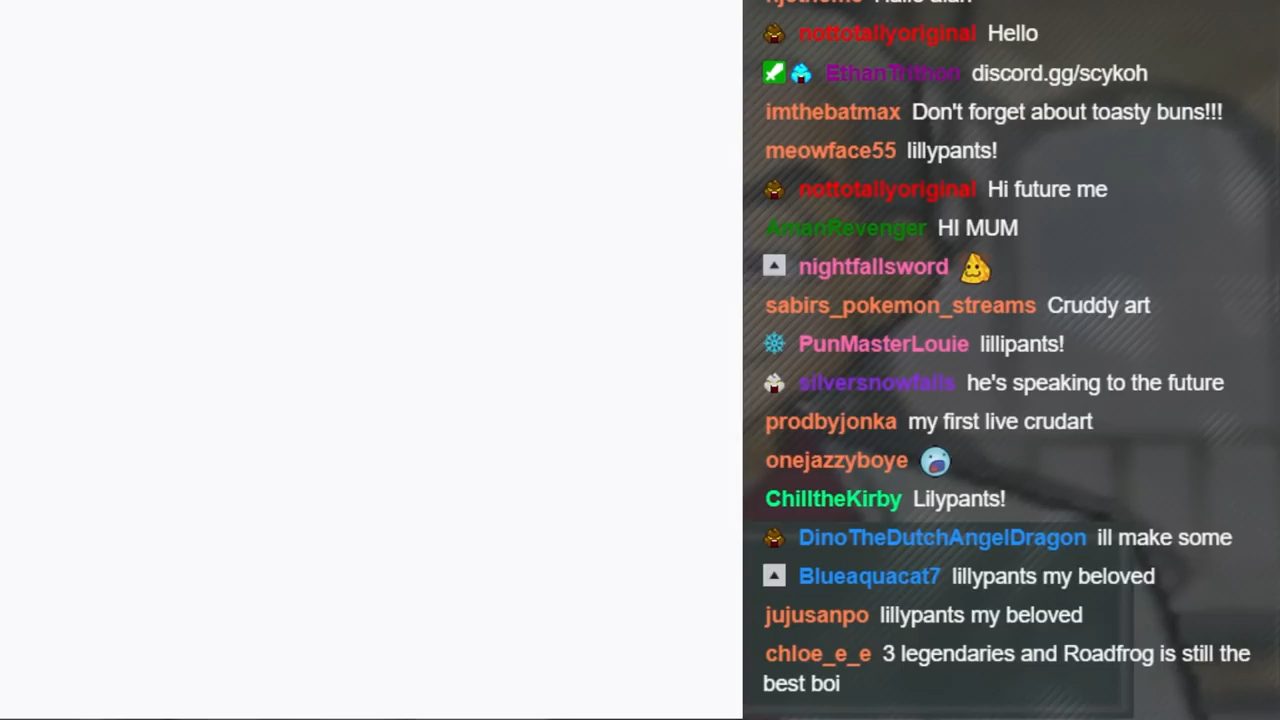 nottotallyoriginal Hello
EthanTrithon discord.gg/scykoh
imthebatmax Don't forget about toasty buns!!!
meowface55 lillypants!
nottotallyoriginal Hi future me
AmanRevenger HI MUM
nightfallsword
sabirs_pokemon_streams Cruddy art
PunMasterLouie lillipants!
silversnowfalls he's speaking to the future
prodbyjonka my first live crudart
onejazzyboye
ChilltheKirby Lilypants!
DinoTheDutchAngelDragon ill make some
Blueaquacat7 lillypants my beloved
jujusanpo lillypants my beloved
chloe_e_e 3 legendaries and Roadfrog is still the
best boi